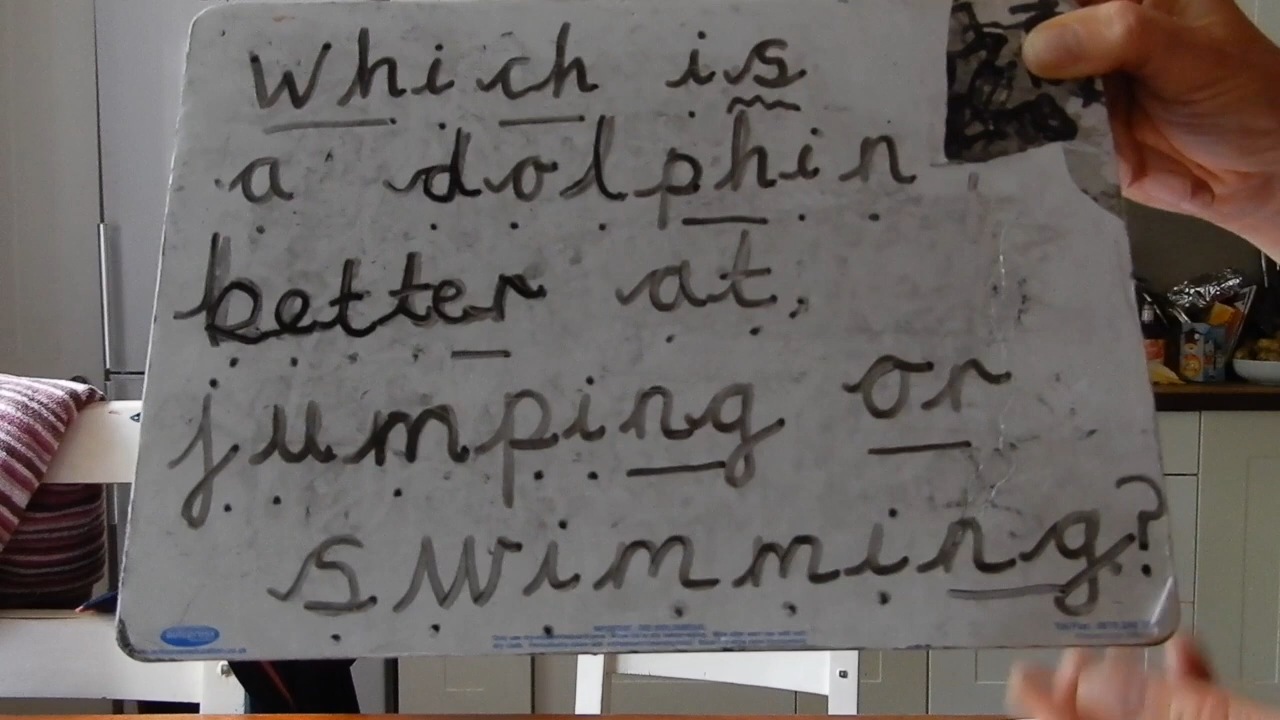 Which is
a dolphin
better at,
jumping or
swimming?